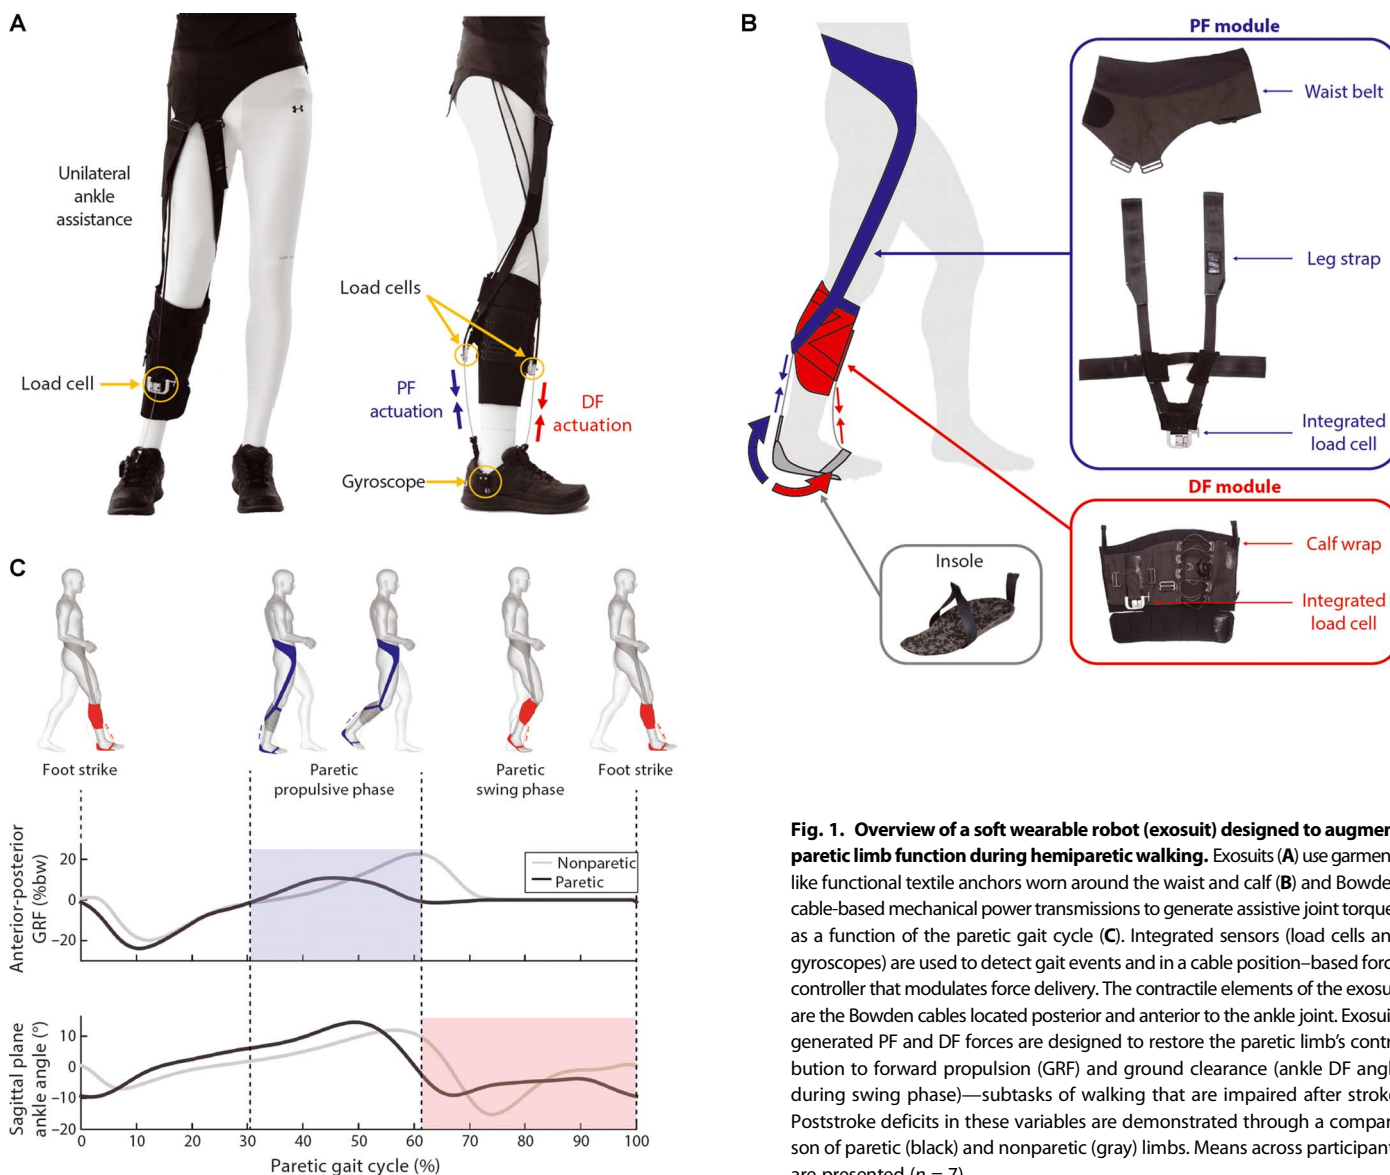 A
Unilateral
ankle
assistance
Load cell
Load cells
PF
actuation
DF
actuation
Gyroscope
B
PF module
Waist belt
Leg strap
Integrated
load cell
DF module
Calf wrap
Integrated
load cell
Insole
C
Foot strike
Paretic
propulsive phase
Paretic
swing phase
Foot strike
Anterior-posterior
GRF (%bw)
20
0
−20
Nonparetic
Paretic
Sagittal plane
ankle angle (°)
10
0
−10
−20
0 10 20 30 40 50 60 70 80 90 100
Paretic gait cycle (%)
Fig. 1. Overview of a soft wearable robot (exosuit) designed to augmen
paretic limb function during hemiparetic walking. Exosuits (A) use garmen
like functional textile anchors worn around the waist and calf (B) and Bowde
cable-based mechanical power transmissions to generate assistive joint torque
as a function of the paretic gait cycle (C). Integrated sensors (load cells an
gyroscopes) are used to detect gait events and in a cable position–based forc
controller that modulates force delivery. The contractile elements of the exosu
are the Bowden cables located posterior and anterior to the ankle joint. Exosui
generated PF and DF forces are designed to restore the paretic limb's contr
bution to forward propulsion (GRF) and ground clearance (ankle DF angl
during swing phase)—subtasks of walking that are impaired after strok
Poststroke deficits in these variables are demonstrated through a compar
son of paretic (black) and nonparetic (gray) limbs. Means across participant
are presented (n = 7)